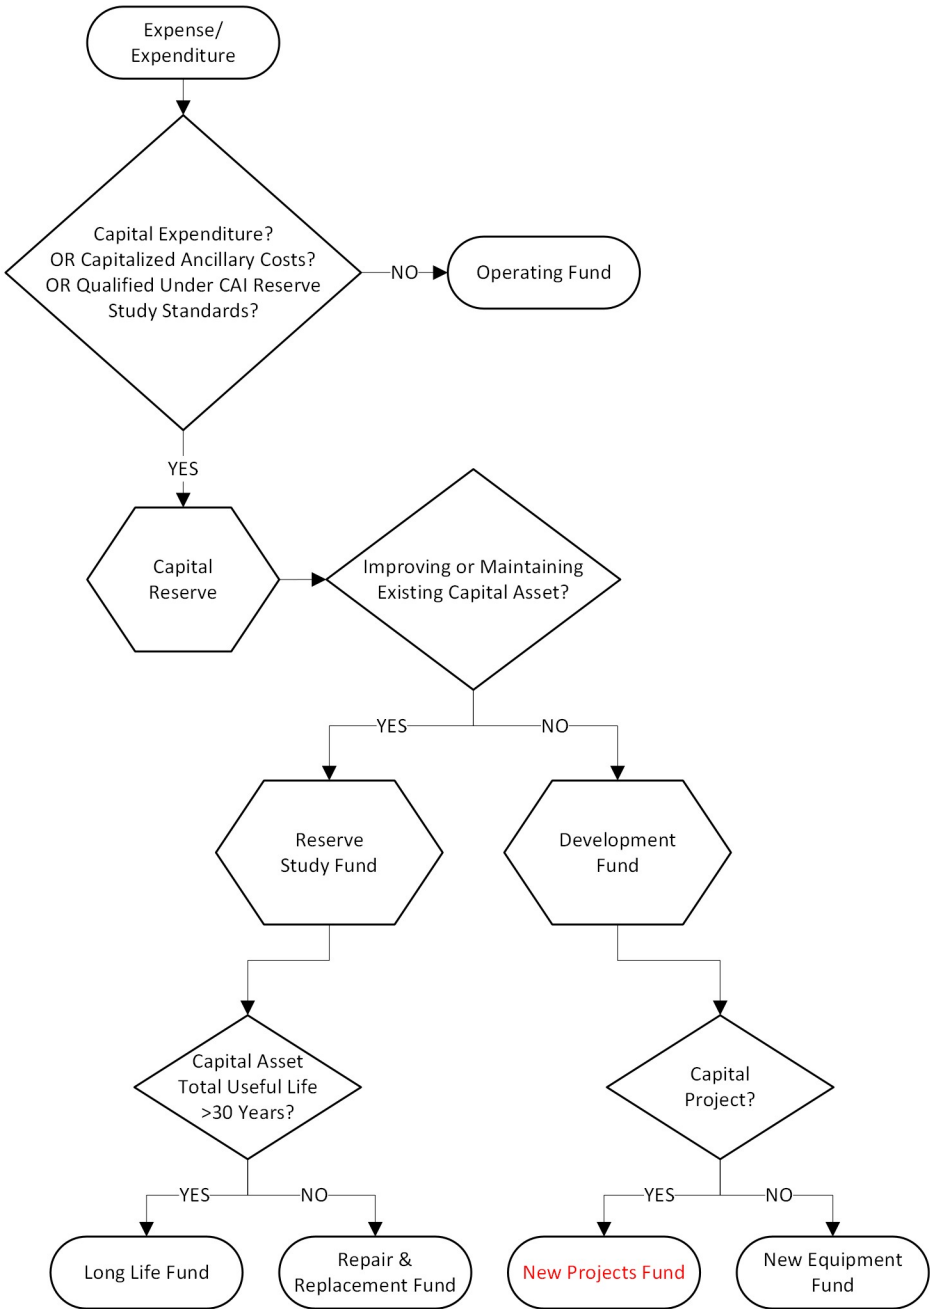 Expense/
Expenditure
Capital Expenditure?
OR Capitalized Ancillary Costs?
OR Qualified Under CAI Reserve
Study Standards?
NO
Operating Fund
YES
Capital
Reserve
Improving or Maintaining
Existing Capital Asset?
YES
NO
Reserve
Study Fund
Development
Fund
Capital Asset
Total Useful Life
>30 Years?
Capital
Project?
YES
NO
YES
NO
Long Life Fund
Repair &
Replacement Fund
New Projects Fund
New Equipment
Fund